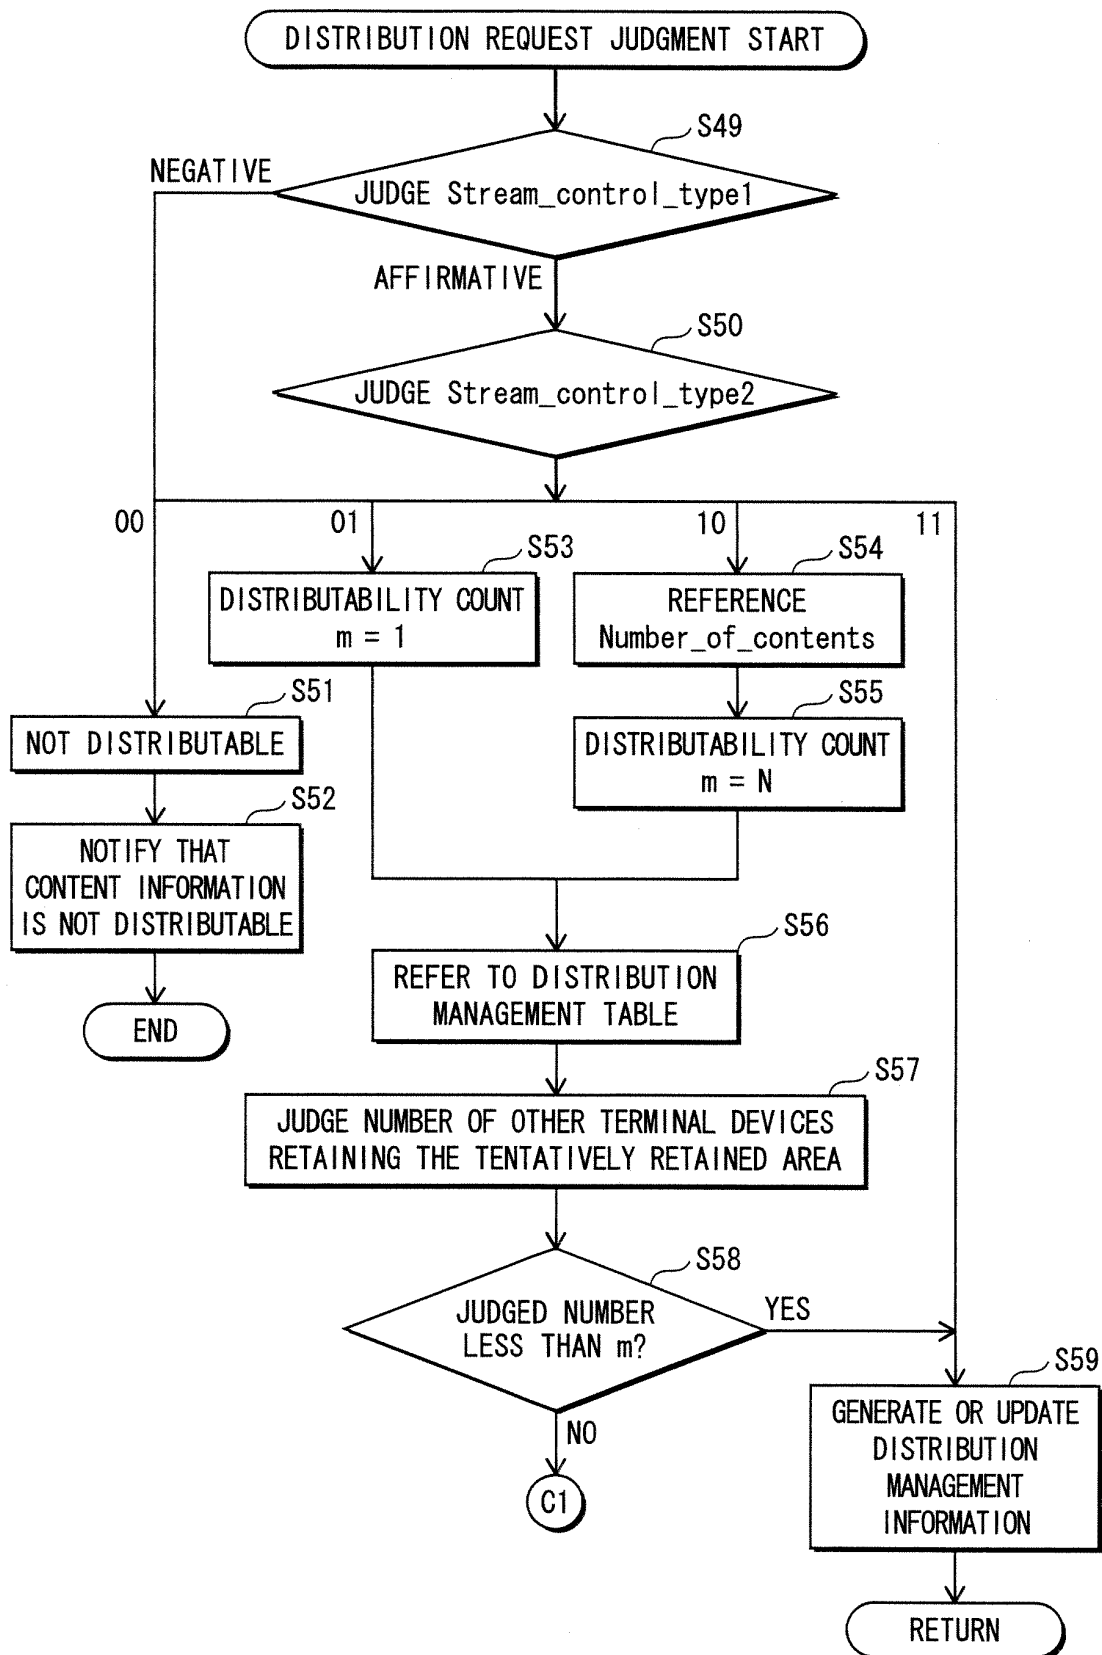 DISTRIBUTION REQUEST JUDGMENT START
S49
NEGATIVE
JUDGE Stream_control_type1
AFFIRMATIVE
S50
JUDGE Stream_control_type2
00
01
10
11
S53
DISTRIBUTABILITY COUNT
m = 1
S54
REFERENCE
Number_of_contents
S51
NOT DISTRIBUTABLE
S55
DISTRIBUTABILITY COUNT
m = N
S52
NOTIFY THAT
CONTENT INFORMATION
IS NOT DISTRIBUTABLE
END
S56
REFER TO DISTRIBUTION
MANAGEMENT TABLE
S57
JUDGE NUMBER OF OTHER TERMINAL DEVICES
RETAINING THE TENTATIVELY RETAINED AREA
S58
JUDGED NUMBER
LESS THAN m?
YES
NO
C1
S59
GENERATE OR UPDATE
DISTRIBUTION
MANAGEMENT
INFORMATION
RETURN